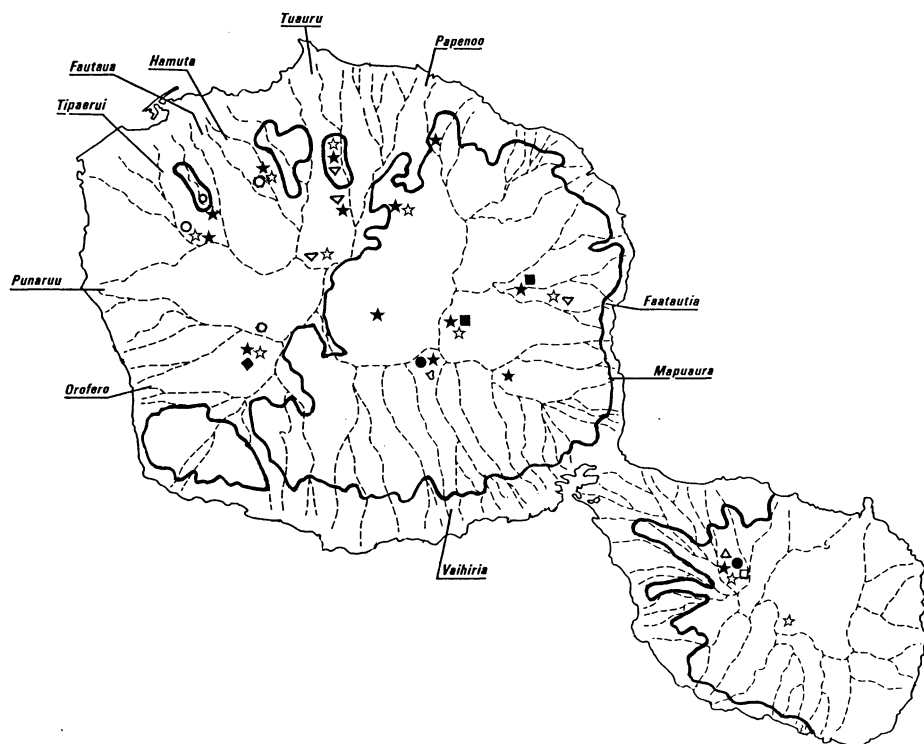 Tuauru
Papenoo
Hamuta
Fautaua
Tipaerui
Punaruu
Faatautia
Mapuaura
Orofero
Vaihiria